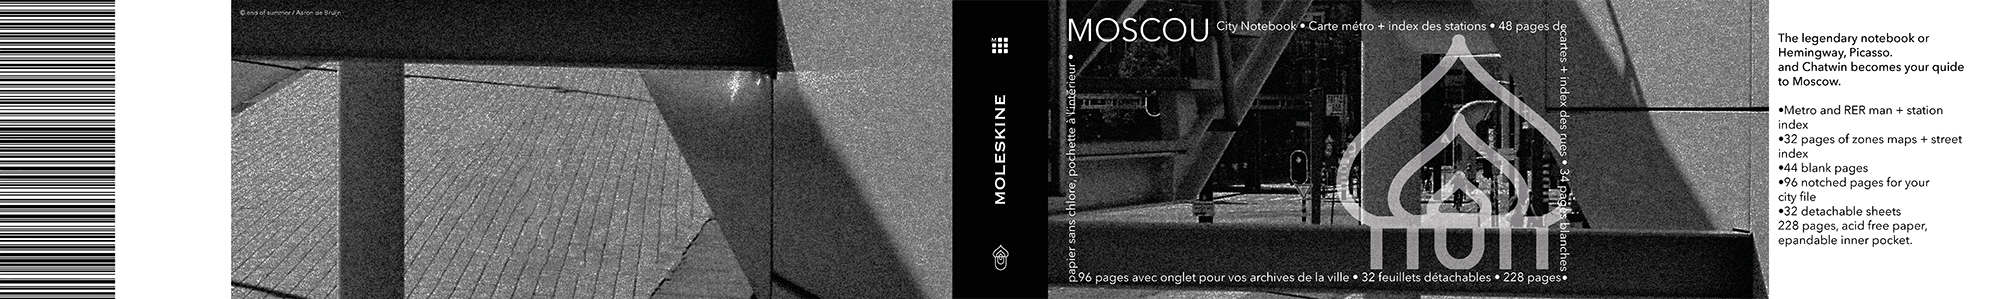 © end of summer / Aaron de Bruijn
M
MOLESKINE
MOSCOU City Notebook • Carte métro + index des stations • 48 pages de
cartes + index des rues • 34 pages blanches •
96 pages avec onglet pour vos archives de la ville • 32 feuillets détachables • 228 pages•
papier sans chlore, pochette à l'intérieur •
The legendary notebook or
Hemingway, Picasso.
and Chatwin becomes your quide
to Moscow.
•Metro and RER man + station
index
•32 pages of zones maps + street
index
•44 blank pages
•96 notched pages for your
city file
•32 detachable sheets
228 pages, acid free paper,
epandable inner pocket.